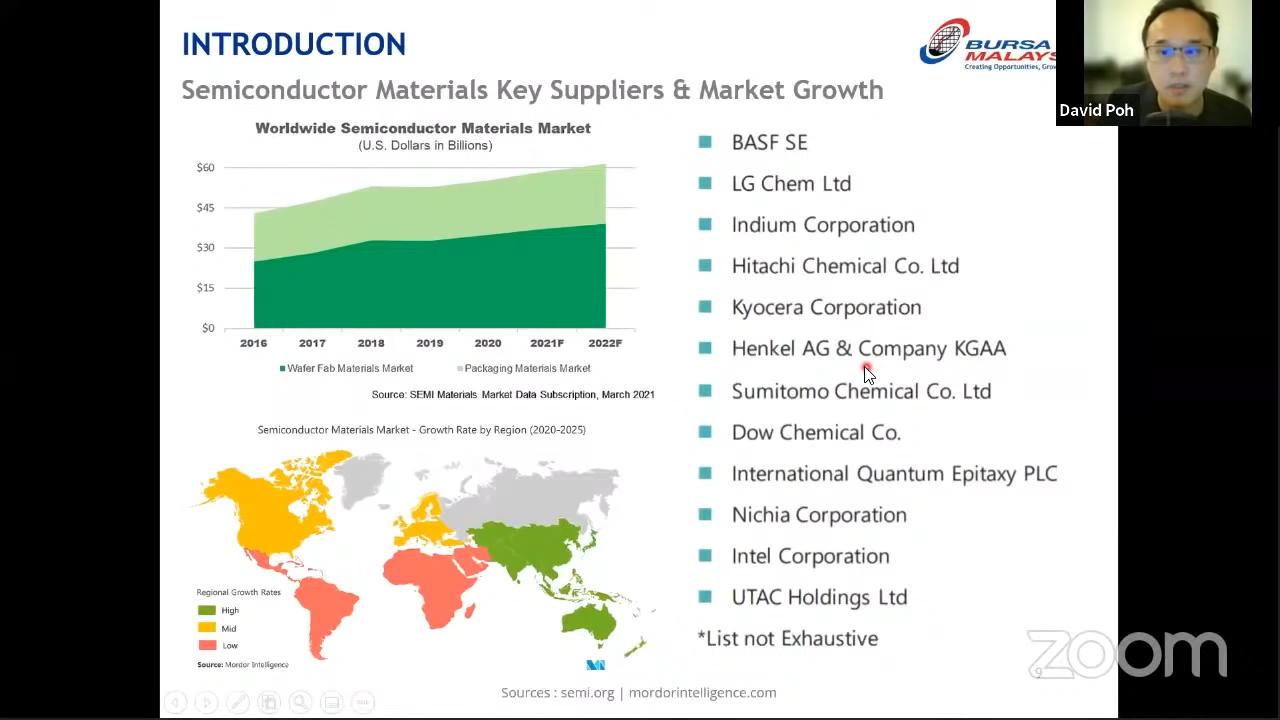 INTRODUCTION
BURSA
MALAYS
Creating Opportunities, Grow
David Poh
Semiconductor Materials Key Suppliers & Market Growth
Worldwide Semiconductor Materials Market
(U.S. Dollars in Billions)
$60
$45
$30
$15
$0
2016 2017 2018 2019 2020 2021F 2022F
Wafer Fab Materials Market Packaging Materials Market
Source: SEMI Materials Market Data Subscription, March 2021
Semiconductor Materials Market - Growth Rate by Region (2020-2025)
Regional Growth Rates
High
Mid
Low
Source: Mordor Intelligence
BASF SE
LG Chem Ltd
Indium Corporation
Hitachi Chemical Co. Ltd
Kyocera Corporation
Henkel AG & Company KGAA
Sumitomo Chemical Co. Ltd
Dow Chemical Co.
International Quantum Epitaxy PLC
Nichia Corporation
Intel Corporation
UTAC Holdings Ltd
*List not Exhaustive
Sources : semi.org | mordorintelligence.com
zoom
9